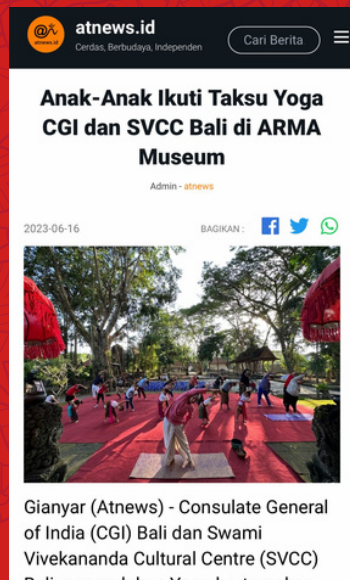 @x
atnews.id
atnews.id
Cerdas, Berbudaya, Independen
Cari Berita
Anak-Anak Ikuti Taksu Yoga
CGI dan SVCC Bali di ARMA
Museum
Admin - atnews
2023-06-16
BAGIKAN :
Gianyar (Atnews) - Consulate General
of India (CGI) Bali dan Swami
Vivekananda Cultural Centre (SVCC)